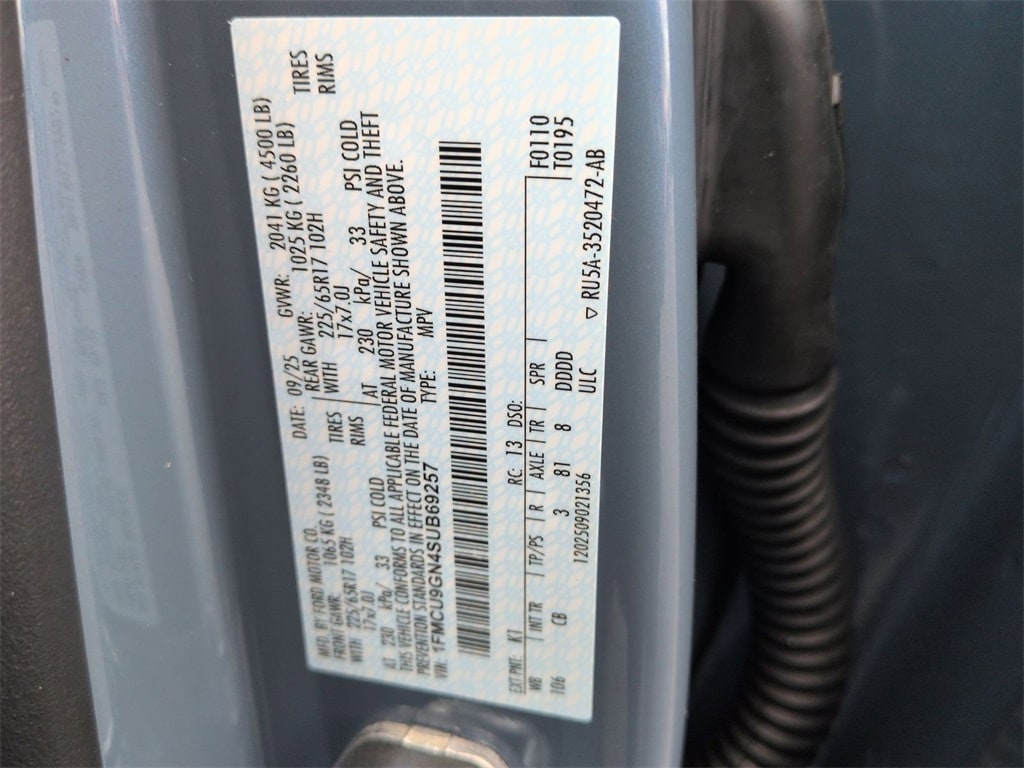 MFD. BY FORD MOTOR CO. DATE: 09/25 GVWR: 2041 KG ( 4500 LB)
FRONT GAWR: 1065 KG ( 2348 LB) REAR GAWR: 1025 KG ( 2260 LB)
WITH 225/65R17 102H TIRES WITH 225/65R17 102H TIRES
17x7.0J RIMS 17x7.0J RIMS
AT 230 kPa/ 33 PSI COLD AT 230 kPa/ 33 PSI COLD
THIS VEHICLE CONFORMS TO ALL APPLICABLE FEDERAL MOTOR VEHICLE SAFETY AND THEFT
PREVENTION STANDARDS IN EFFECT ON THE DATE OF MANUFACTURE SHOWN ABOVE.
VIN: 1FMCU9GN4SUB69257 TYPE: MPV
EXT PNT: K1 RC: 13 DSO: F0110
WB INT TR TP/PS R AXLE TR SPR T0195
106 CB 3 81 8 DDDD
ULC
120250902​1356 ▽ RU5A-3520472-AB